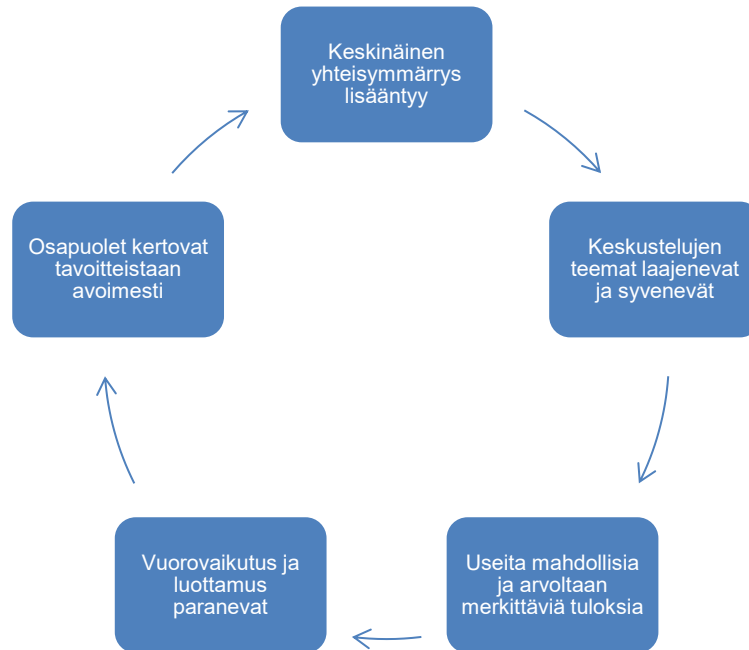 Keskinäinen
yhteisymmärrys
lisääntyy
Keskustelujen
teemat laajenevat
ja syvenevät
Useita mahdollisia
ja arvoltaan
merkittäviä tuloksia
Vuorovaikutus ja
luottamus
paranevat
Osapuolet kertovat
tavoitteistaan
avoimesti